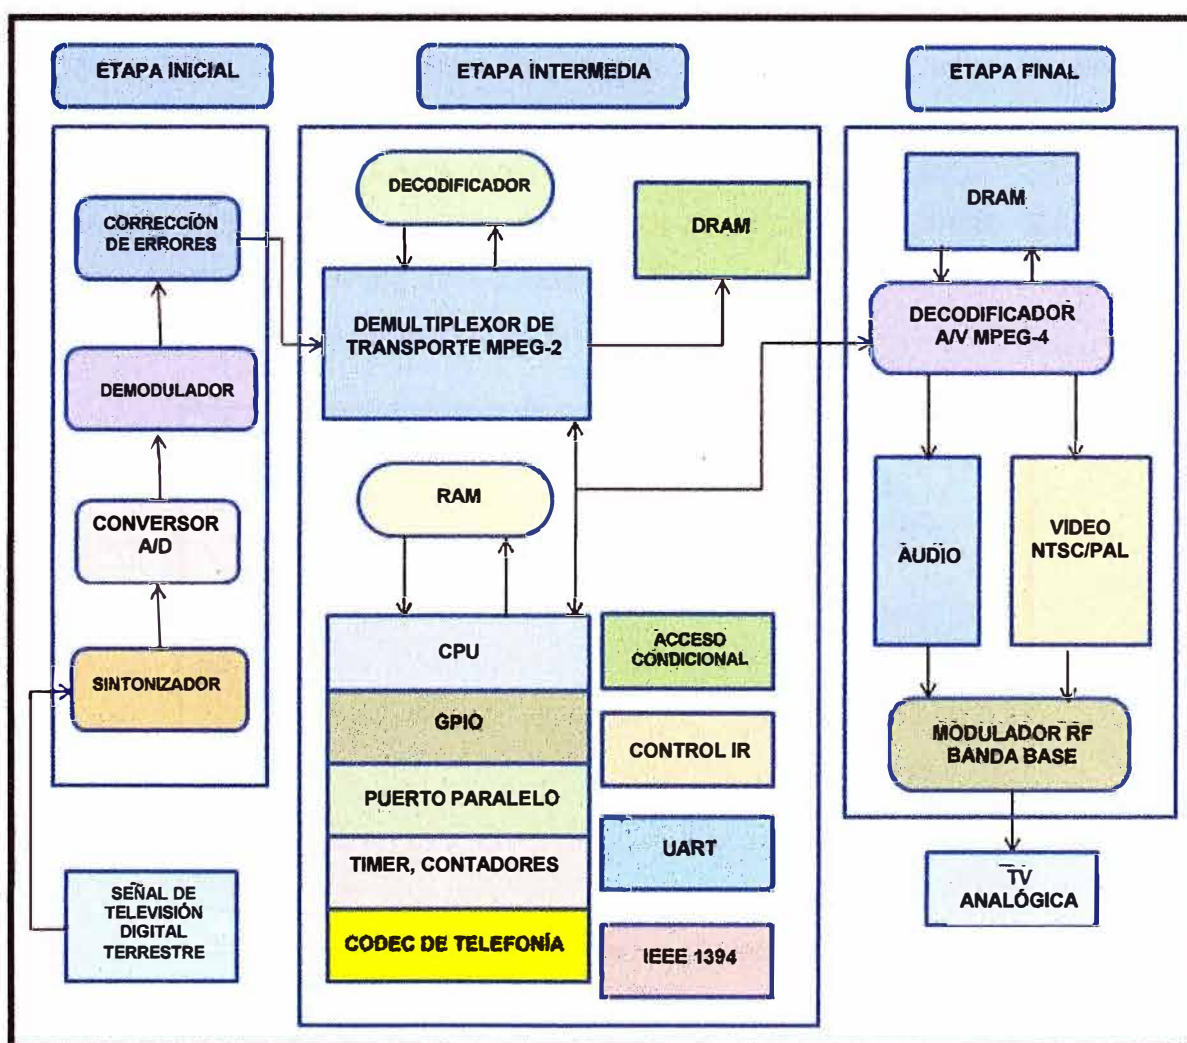 ETAPA INICIAL
ETAPA INTERMEDIA
ETAPA FINAL
CORRECCIÓN
DE ERRORES
DEMODULADOR
CONVERSOR
A/D
SINTONIZADOR
SEÑAL DE
TELEVISIÓN
DIGITAL
TERRESTRE
DECODIFICADOR
DRAM
DEMULTIPLEXOR DE
TRANSPORTE MPEG-2
RAM
CPU
GPIO
PUERTO PARALELO
TIMER, CONTADORES
CODEC DE TELEFONÍA
ACCESO
CONDICIONAL
CONTROL IR
UART
IEEE 1394
DRAM
DECODIFICADOR
A/V MPEG-4
AUDIO
VIDEO
NTSC/PAL
MODULADOR RF
BANDA BASE
TV
ANALÓGICA